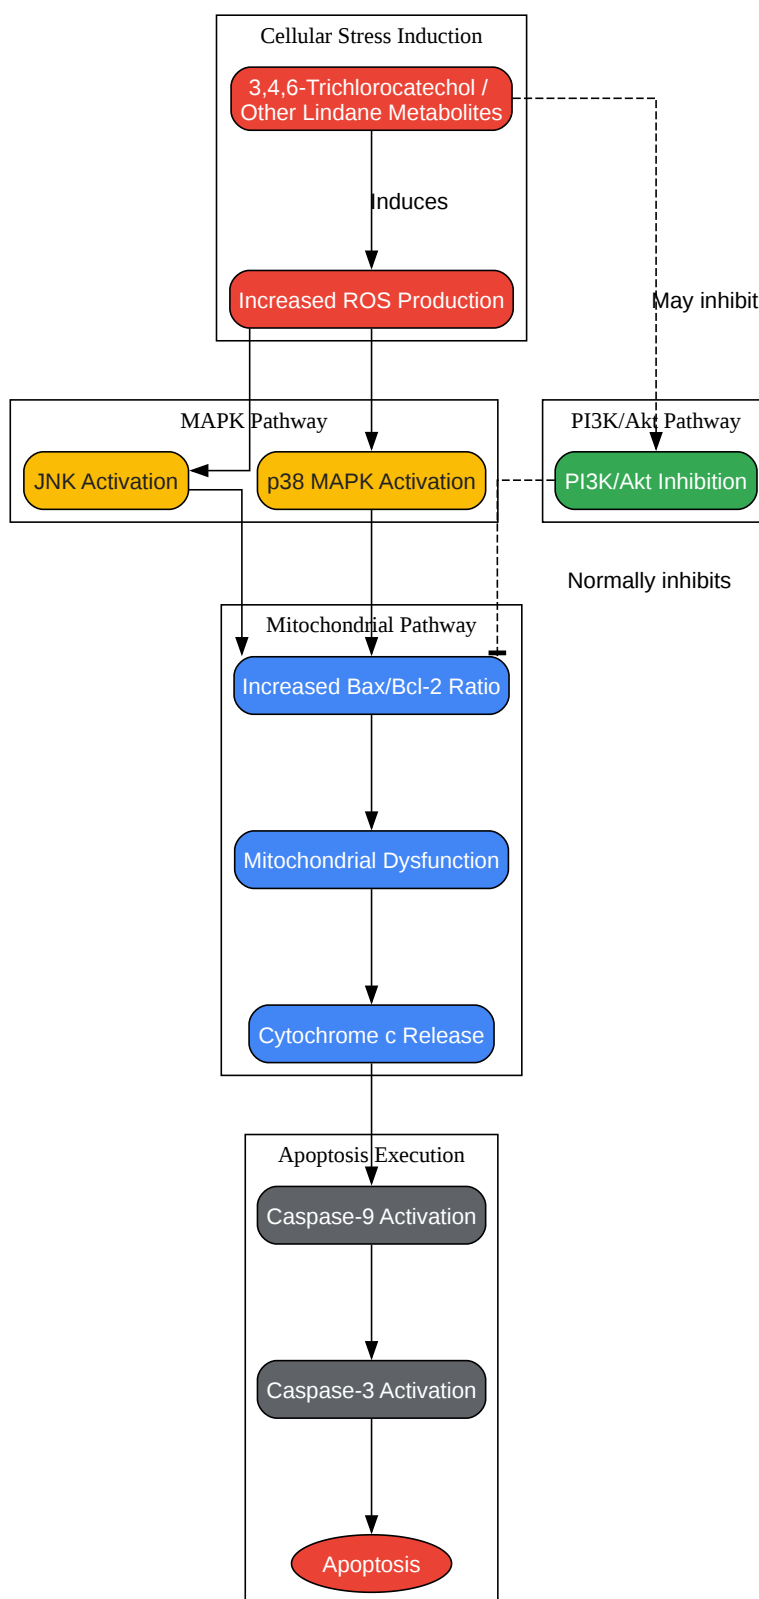 Cellular Stress Induction
3,4,6-Trichlorocatechol /
Other Lindane Metabolites
Induces
Increased ROS Production
May inhibit
MAPK Pathway
PI3K/Akt Pathway
JNK Activation
p38 MAPK Activation
PI3K/Akt Inhibition
Normally inhibits
Mitochondrial Pathway
Increased Bax/Bcl-2 Ratio
Mitochondrial Dysfunction
Cytochrome c Release
Apoptosis Execution
Caspase-9 Activation
Caspase-3 Activation
Apoptosis